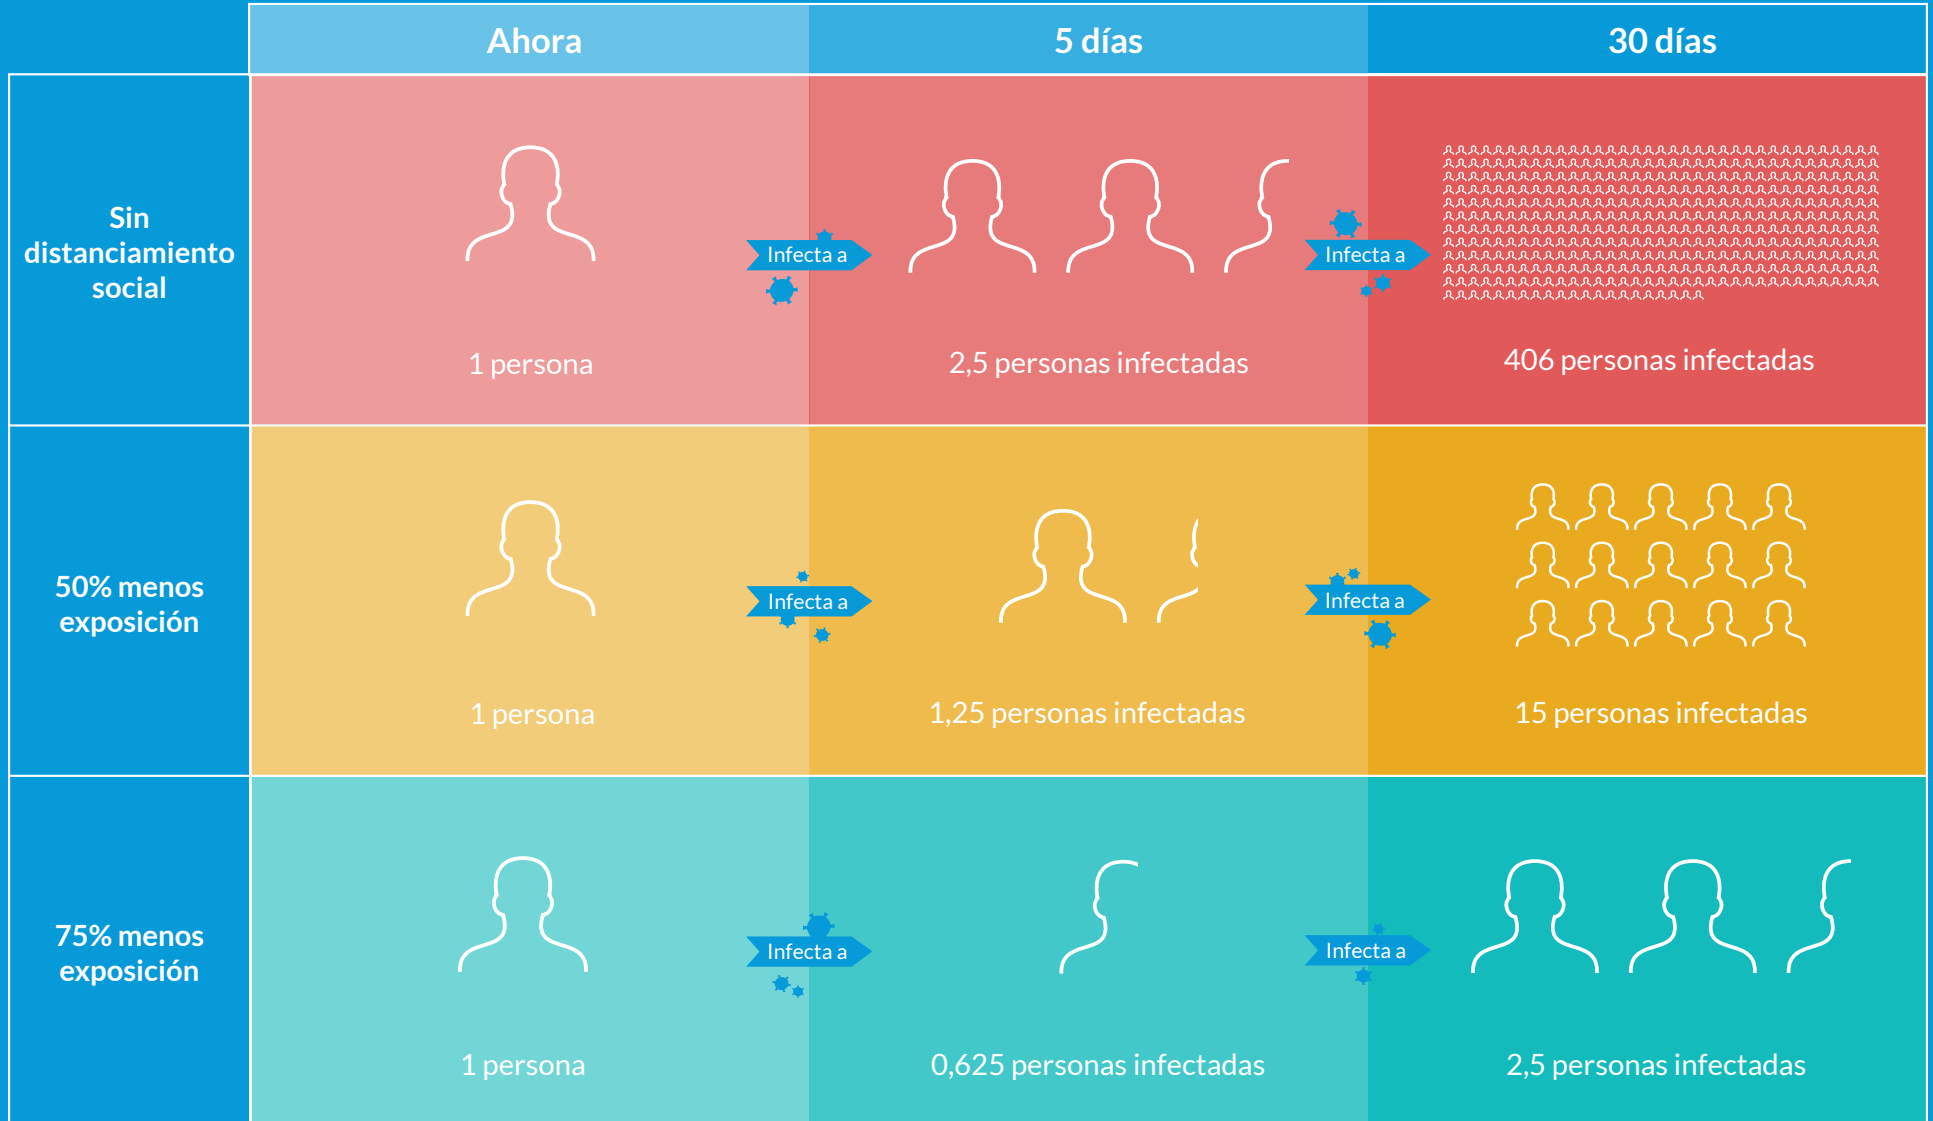 Ahora
5 días
30 días
Sin
distanciamiento
social
Infecta a
Infecta a
1 persona
2,5 personas infectadas
406 personas infectadas
50% menos
exposición
Infecta a
Infecta a
1 persona
1,25 personas infectadas
15 personas infectadas
75% menos
exposición
Infecta a
Infecta a
1 persona
0,625 personas infectadas
2,5 personas infectadas